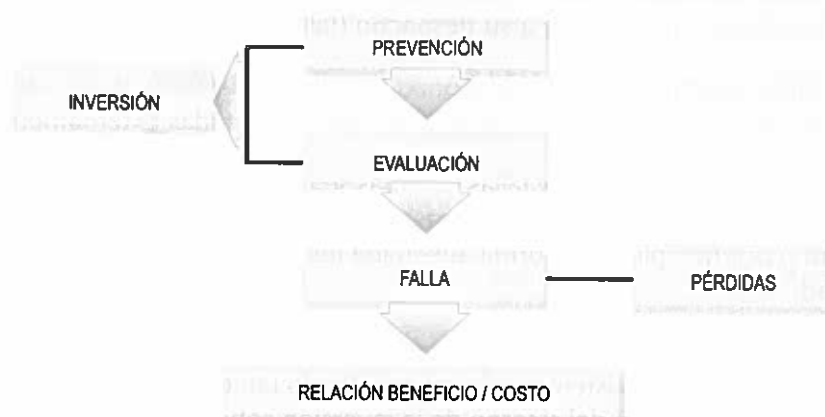 PREVENCIÓN
INVERSIÓN
EVALUACIÓN
FALLA
PÉRDIDAS
RELACIÓN BENEFICIO / COSTO